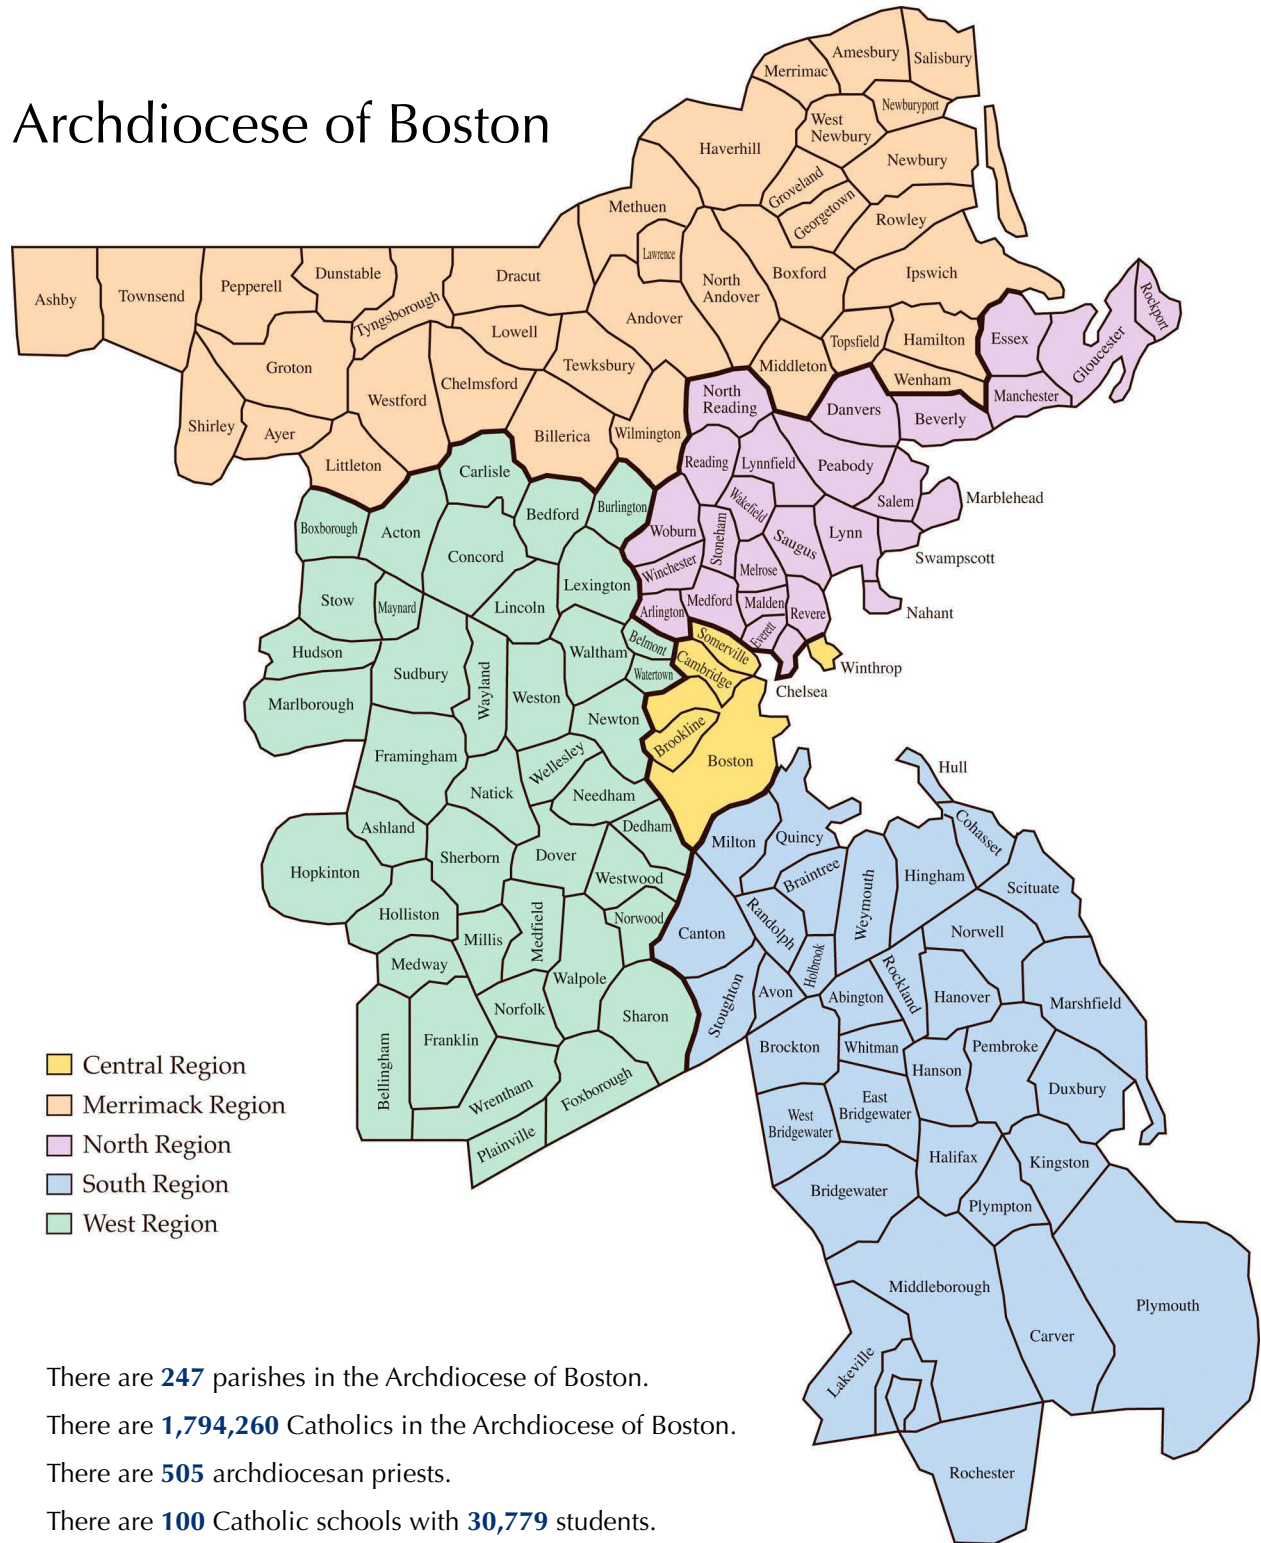 Archdiocese of Boston
Amesbury
Salisbury
Merrimac
Newburyport
West
Newbury
Haverhill
Newbury
Groveland
Georgetown
Methuen
Rowley
Lawrence
Boxford
Ipswich
Dunstable
Dracut
Pepperell
North
Andover
Ashby
Townsend
Tyngsborough
Rockport
Andover
Lowell
Topsfield
Hamilton
Essex
Gloucester
Groton
Tewksbury
Middleton
Chelmsford
Wenham
Westford
North
Reading
Manchester
Danvers
Beverly
Shirley
Ayer
Billerica
Wilmington
Littleton
Carlisle
Reading
Lynnfield
Peabody
Marblehead
Salem
Burlington
Wakefield
Bedford
Boxborough
Acton
Woburn
Stoneham
Saugus
Lynn
Concord
Swampscott
Winchester
Melrose
Lexington
Stow
Maynard
Lincoln
Arlington
Medford
Malden
Revere
Nahant
Everett
Hudson
Waltham
Belmont
Somerville
Winthrop
Sudbury
Wayland
Watertown
Cambridge
Chelsea
Marlborough
Weston
Newton
Brookline
Framingham
Wellesley
Boston
Hull
Natick
Needham
Ashland
Dedham
Milton
Quincy
Cohasset
Sherborn
Dover
Hopkinton
Westwood
Braintree
Weymouth
Hingham
Scituate
Holliston
Medfield
Norwood
Canton
Randolph
Norwell
Millis
Medway
Walpole
Holbrook
Rockland
Stoughton
Avon
Abington
Hanover
Marshfield
Norfolk
Sharon
Franklin
Brockton
Whitman
Pembroke
Bellingham
Hanson
Duxbury
Wrentham
Foxborough
East
Bridgewater
West
Bridgewater
Plainville
Halifax
Kingston
Bridgewater
Plympton
Middleborough
Plymouth
Carver
Lakeville
Rochester
Central Region
Merrimack Region
North Region
South Region
West Region
There are 247 parishes in the Archdiocese of Boston.
There are 1,794,260 Catholics in the Archdiocese of Boston.
There are 505 archdiocesan priests.
There are 100 Catholic schools with 30,779 students.